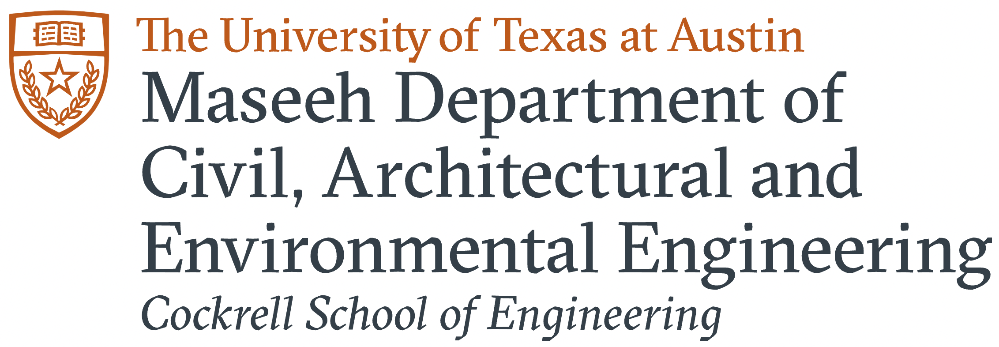 The University of Texas at Austin
Maseeh Department of
Civil, Architectural and
Environmental Engineering
Cockrell School of Engineering